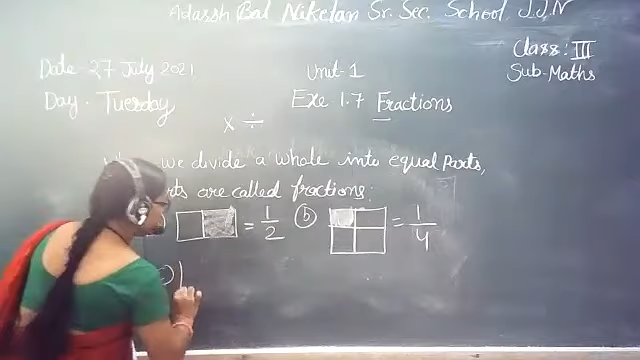 Adarsh Bal Niketan Sr. Sec. School JJN
Class: III
Date - 27 July 2021
Unit-1
Sub-Maths
Day - Tuesday
Exe 1.7 Fractions
× ÷
we divide a whole into equal parts,
are called fractions:
= 1/2 (b) = 1/4